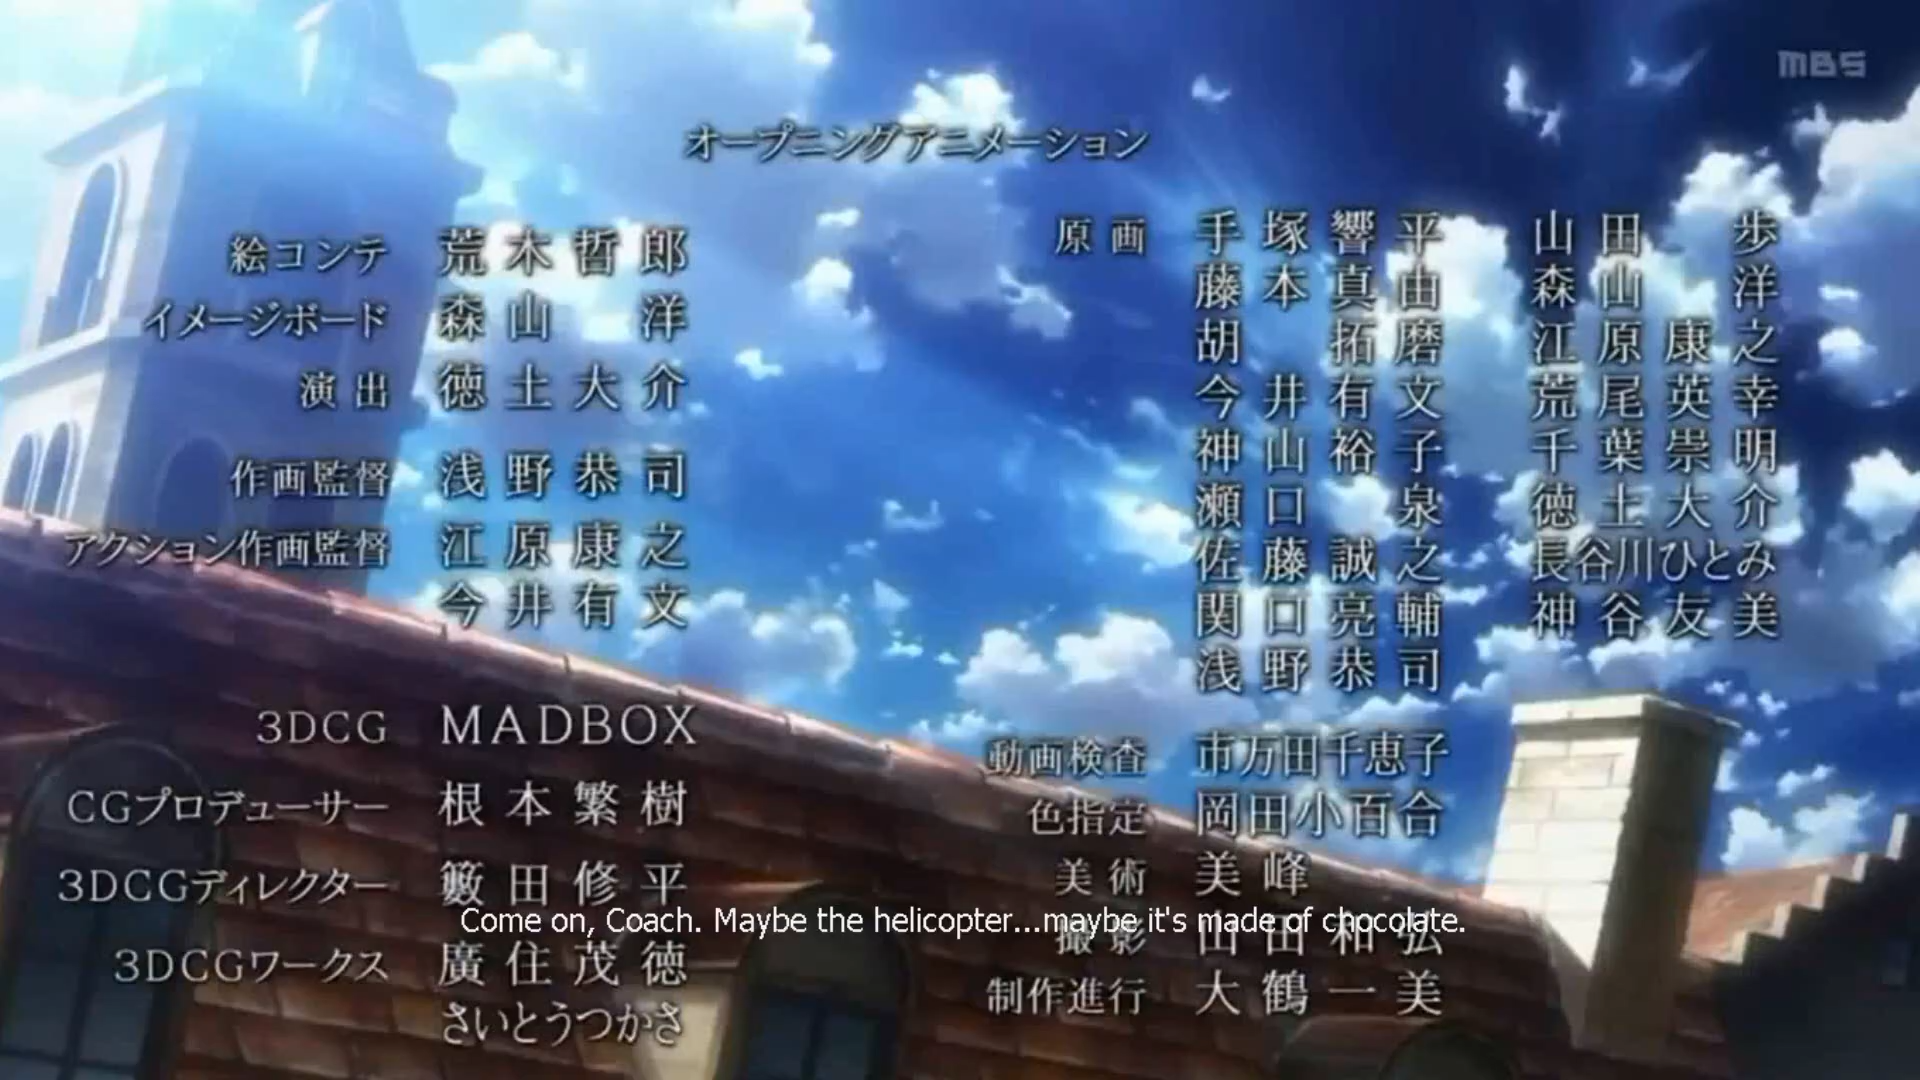 MBS
オープニングアニメーション
絵コンテ 荒木哲郎
イメージボード 森山 洋
演出 徳土大介
作画監督 浅野恭司
アクション作画監督 江原康之
今井有文
3DCG MADBOX
CGプロデューサー 根本繁樹
3DCGディレクター 籔田修平
3DCGワークス 廣住茂徳
さいとうつかさ
原画 手塚響平 山田 歩
藤本真由 森山 洋
胡 拓磨 江原康之
今井有文 荒尾英幸
神山裕子 千葉崇明
瀬口 泉 徳土大介
佐藤誠之 長谷川ひとみ
関口亮輔 神谷友美
浅野恭司
動画検査 市万田千恵子
色指定 岡田小百合
美術 美峰
Come on, Coach. Maybe the helicopter...maybe it's made of chocolate.
撮影 山田和弘
制作進行 大鶴一美